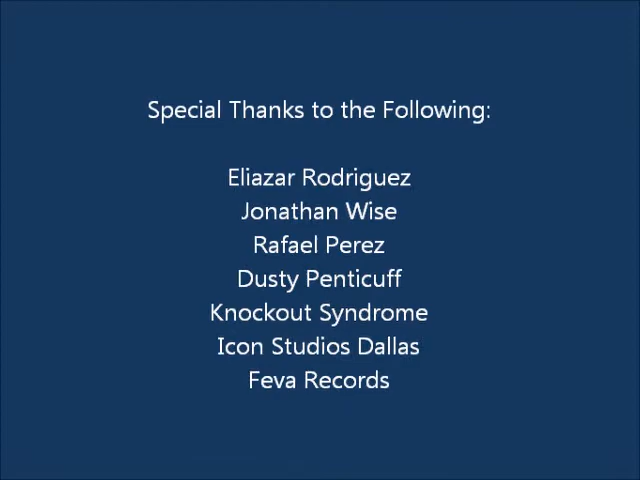 Special Thanks to the Following:
Eliazar Rodriguez
Jonathan Wise
Rafael Perez
Dusty Penticuff
Knockout Syndrome
Icon Studios Dallas
Feva Records